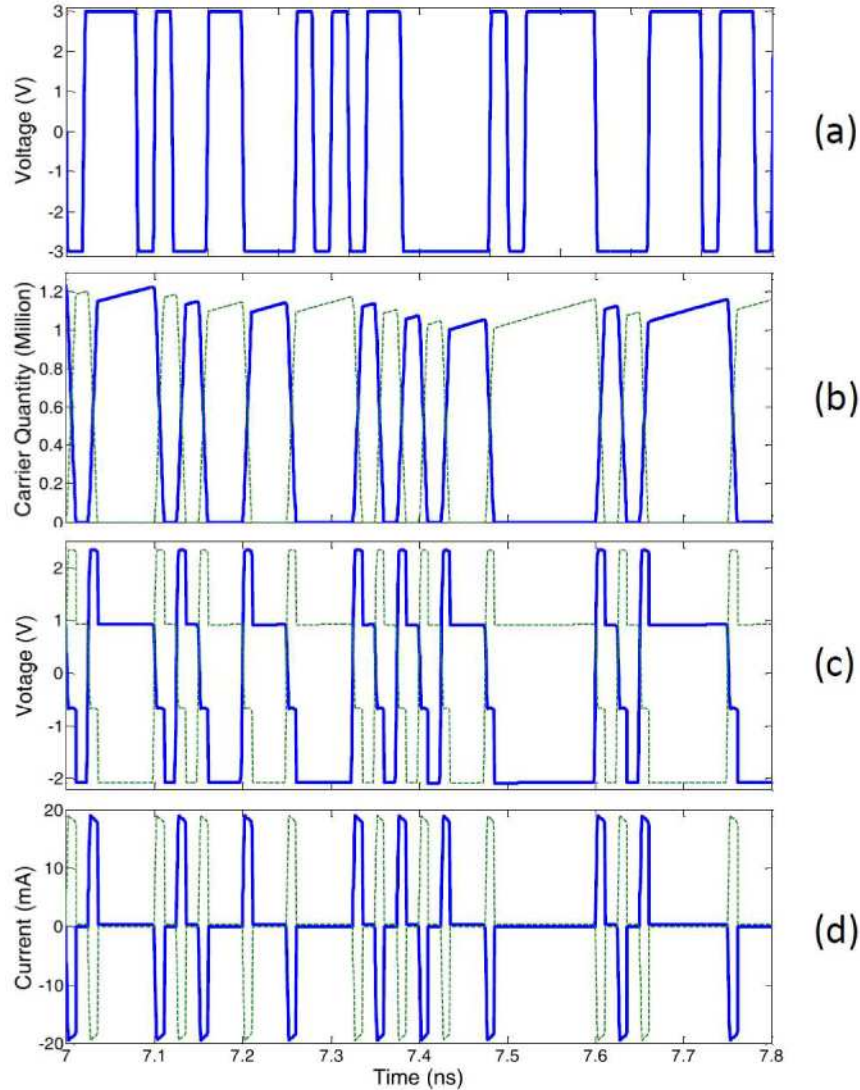 3
2
1
0
-1
-2
-3
Voltage (V)
(a)
1.2
1
0.8
0.6
0.4
0.2
0
Carrier Quantity (Million)
(b)
2
1
0
-1
-2
Votage (V)
(c)
20
10
0
-10
-20
Current (mA)
(d)
7 7.1 7.2 7.3 7.4 7.5 7.6 7.7 7.8
Time (ns)